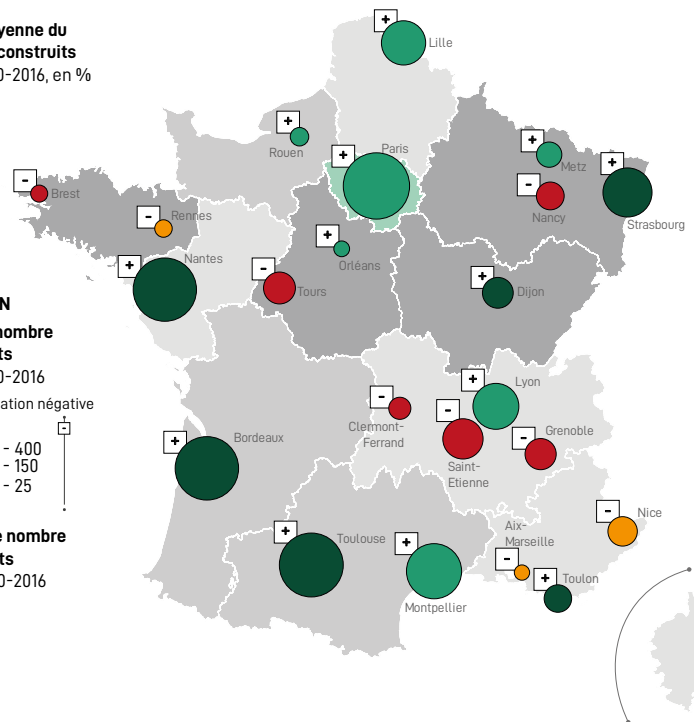 yenne du
construits
0-2016, en %
N
nombre
ts
0-2016
ation négative
-
- 400
- 150
- 25
e nombre
ts
0-2016
+
Lille
+
Rouen
+
Paris
+
Metz
-
Nancy
+
Strasbourg
-
Brest
-
Rennes
+
Nantes
+
Orléans
-
Tours
+
Dijon
+
Lyon
-
Clermont-
Ferrand
-
Saint-
Etienne
-
Grenoble
+
Bordeaux
-
Nice
+
Toulouse
+
Montpellier
Aix-
Marseille
-
+
Toulon